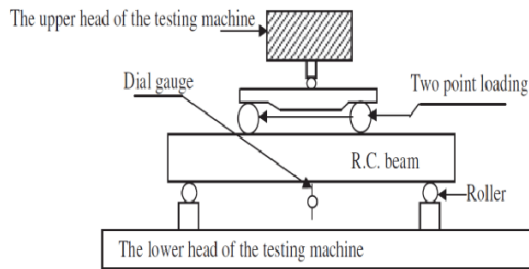 The upper head of the testing machine
Dial gauge
Two point loading
R.C. beam
Roller
The lower head of the testing machine